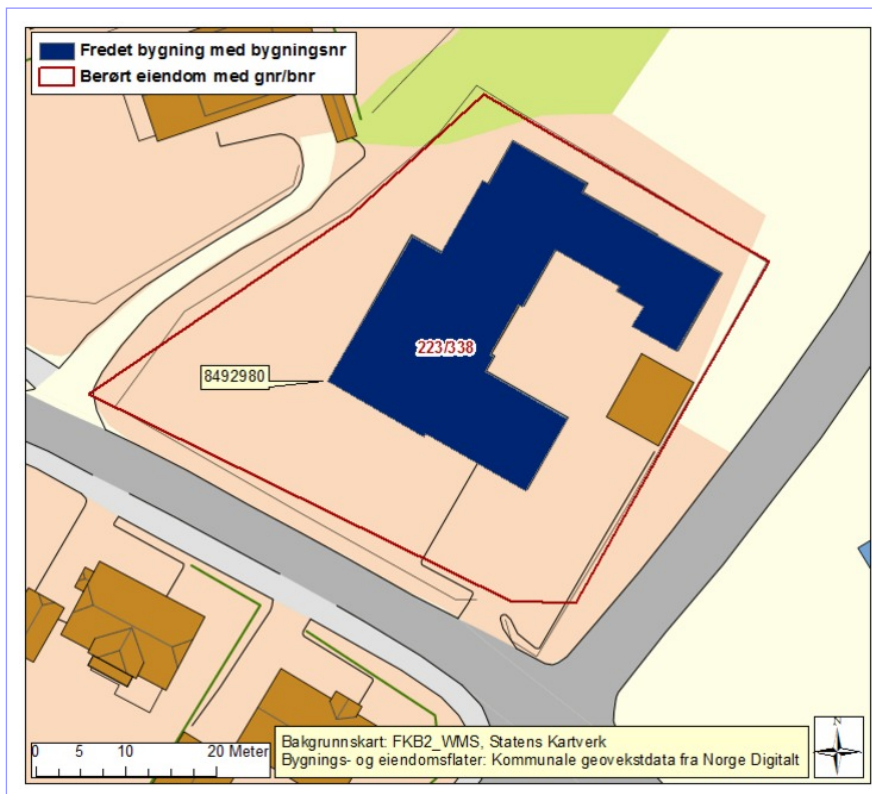 Fredet bygning med bygningsnr
Berørt eiendom med gnr/bnr
223/338
8492980
0 5 10 20 Meter
Bakgrunnskart: FKB2_WMS, Statens Kartverk
Bygnings- og eiendomsflater: Kommunale geovekstdata fra Norge Digitalt
N